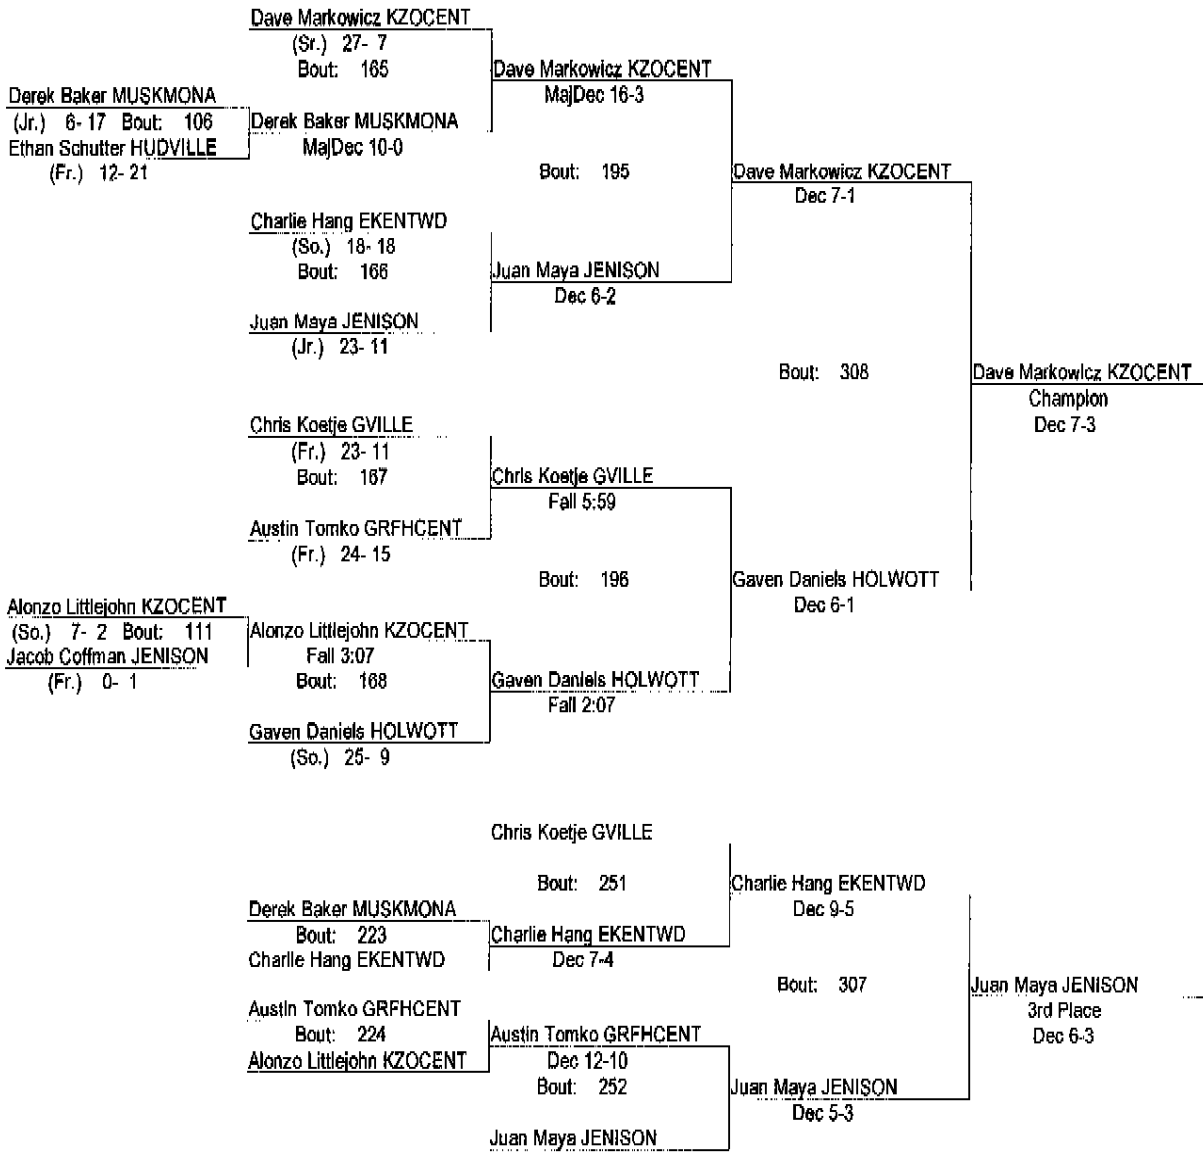 Dave Markowicz KZOCENT
(Sr.) 27- 7
Bout: 165
Dave Markowicz KZOCENT
MajDec 16-3
Derek Baker MUSKMONA
(Jr.) 6- 17 Bout: 106
Ethan Schutter HUDVILLE
(Fr.) 12- 21
Derek Baker MUSKMONA
MajDec 10-0
Bout: 195
Dave Markowicz KZOCENT
Dec 7-1
Charlie Hang EKENTWD
(So.) 18- 18
Bout: 166
Juan Maya JENISON
Dec 6-2
Juan Maya JENISON
(Jr.) 23- 11
Bout: 308
Dave Markowicz KZOCENT
Champion
Dec 7-3
Chris Koetje GVILLE
(Fr.) 23- 11
Bout: 167
Chris Koetje GVILLE
Fall 5:59
Austin Tomko GRFHCENT
(Fr.) 24- 15
Bout: 196
Gaven Daniels HOLWOTT
Dec 6-1
Alonzo Littlejohn KZOCENT
(So.) 7- 2 Bout: 111
Jacob Coffman JENISON
(Fr.) 0- 1
Alonzo Littlejohn KZOCENT
Fall 3:07
Bout: 168
Gaven Daniels HOLWOTT
Fall 2:07
Gaven Daniels HOLWOTT
(So.) 25- 9
Chris Koetje GVILLE
Bout: 251
Charlie Hang EKENTWD
Dec 9-5
Derek Baker MUSKMONA
Bout: 223
Charlie Hang EKENTWD
Charlie Hang EKENTWD
Dec 7-4
Bout: 307
Juan Maya JENISON
3rd Place
Dec 6-3
Austin Tomko GRFHCENT
Bout: 224
Alonzo Littlejohn KZOCENT
Austin Tomko GRFHCENT
Dec 12-10
Bout: 252
Juan Maya JENISON
Dec 5-3
Juan Maya JENISON